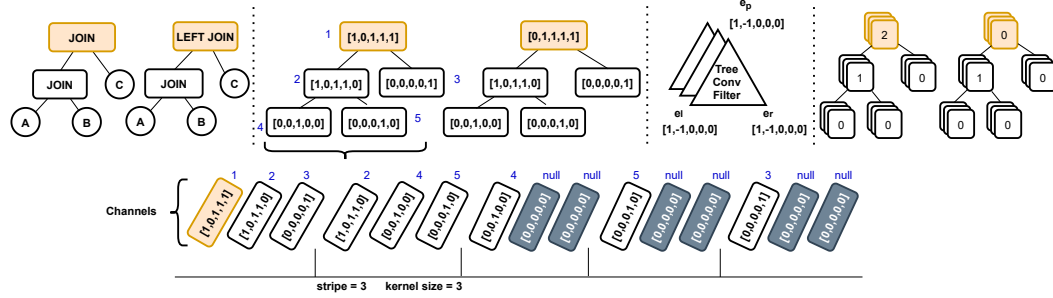 JOIN
JOIN
C
A
B
LEFT JOIN
JOIN
C
A
B
1
[1,0,1,1,1]
2
[1,0,1,1,0]
[0,0,0,0,1]
3
4
[0,0,1,0,0]
[0,0,0,1,0]
5
[0,1,1,1,1]
[1,0,1,1,0]
[0,0,0,0,1]
[0,0,1,0,0]
[0,0,0,1,0]
ep
[1,-1,0,0,0]
Tree
Conv
Filter
el
er
[1,-1,0,0,0]
[1,-1,0,0,0]
2
1
0
0
0
0
1
0
0
0
Channels
1
2
3
2
4
5
4
null
null
5
null
null
3
null
null
[1,0,1,1,1]
[1,0,1,1,0]
[0,0,0,0,1]
[1,0,1,1,0]
[0,0,1,0,0]
[0,0,0,1,0]
[0,0,1,0,0]
[0,0,0,0,0]
[0,0,0,0,0]
[0,0,0,1,0]
[0,0,0,0,0]
[0,0,0,0,0]
[0,0,0,0,1]
[0,0,0,0,0]
[0,0,0,0,0]
stripe = 3 kernel size = 3